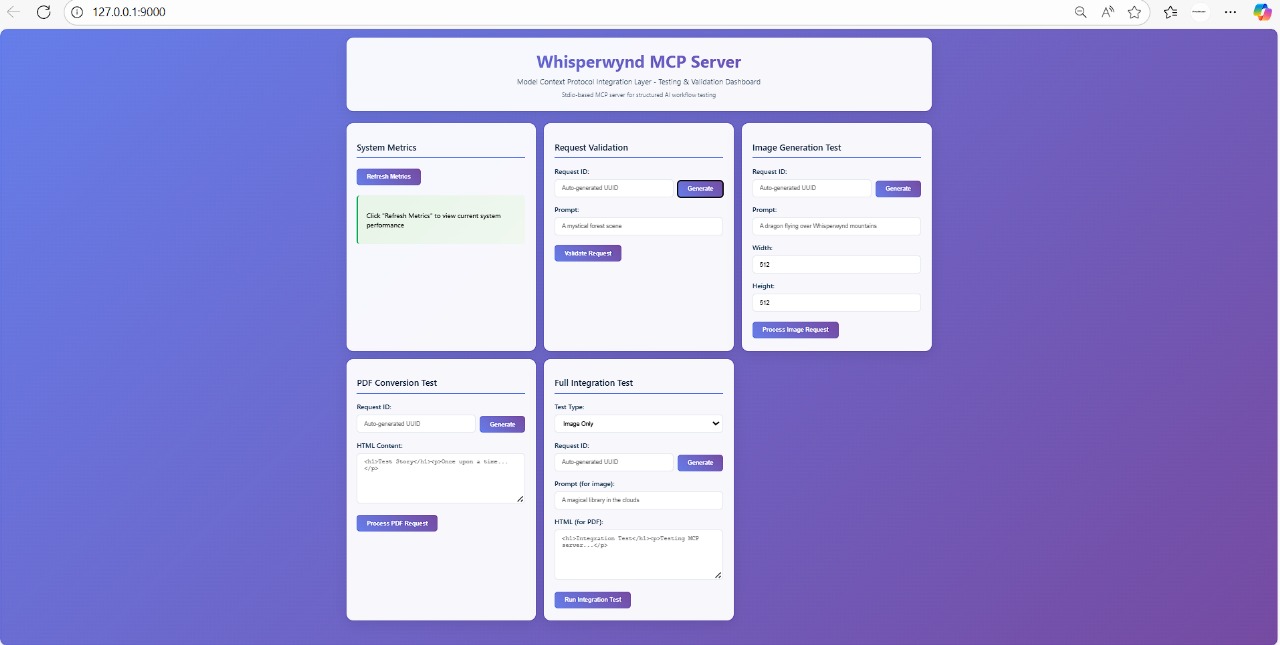 127.0.0.1:9000
Whisperwynd MCP Server
Model Context Protocol Integration Layer - Testing & Validation Dashboard
Stdio-based MCP server for structured AI workflow testing
System Metrics
Refresh Metrics
Click "Refresh Metrics" to view current system
performance
Request Validation
Request ID:
Auto-generated UUID
Generate
Prompt:
A mystical forest scene
Validate Request
Image Generation Test
Request ID:
Auto-generated UUID
Generate
Prompt:
A dragon flying over Whisperwynd mountains
Width:
512
Height:
512
Process Image Request
PDF Conversion Test
Request ID:
Auto-generated UUID
Generate
HTML Content:
<h1>Test Story</h1><p>Once upon a time...
</p>
Process PDF Request
Full Integration Test
Test Type:
Image Only
Request ID:
Auto-generated UUID
Generate
Prompt (for image):
A magical library in the clouds
HTML (for PDF):
<h1>Integration Test</h1><p>Testing MCP
server...</p>
Run Integration Test